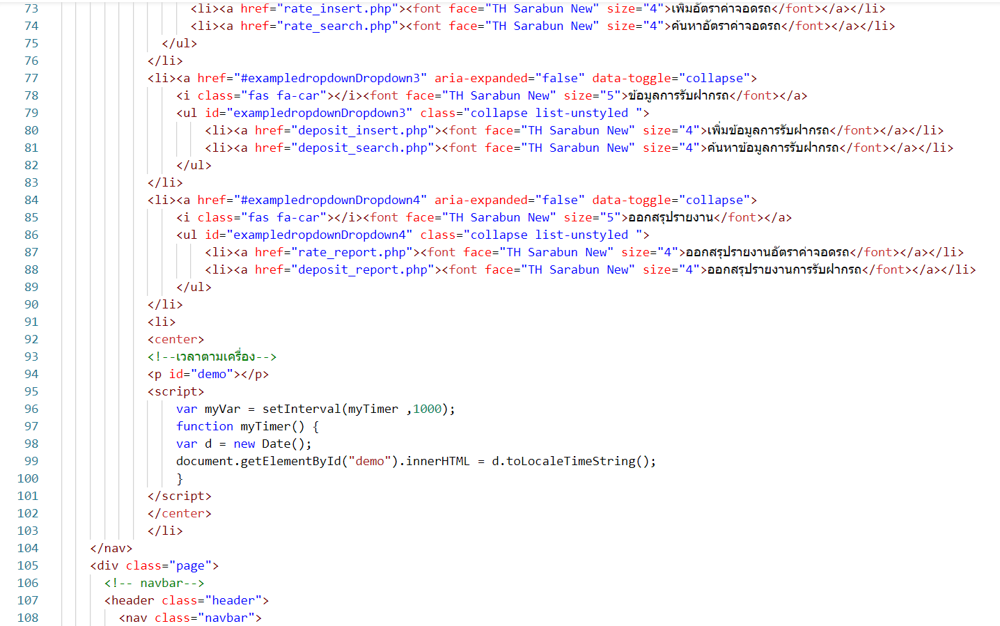 73 <li><a href="rate_insert.php"><font face="TH Sarabun New" size="4">เพิ่มอัตราค่าจอดรถ</font></a></li>
74 <li><a href="rate_search.php"><font face="TH Sarabun New" size="4">ค้นหาอัตราค่าจอดรถ</font></a></li>
75 </ul>
76 </li>
77 <li><a href="#exampledropdownDropdown3" aria-expanded="false" data-toggle="collapse">
78 <i class="fas fa-car"></i><font face="TH Sarabun New" size="5">ข้อมูลการรับฝากรถ</font></a>
79 <ul id="exampledropdownDropdown3" class="collapse list-unstyled ">
80 <li><a href="deposit_insert.php"><font face="TH Sarabun New" size="4">เพิ่มข้อมูลการรับฝากรถ</font></a></li>
81 <li><a href="deposit_search.php"><font face="TH Sarabun New" size="4">ค้นหาข้อมูลการรับฝากรถ</font></a></li>
82 </ul>
83 </li>
84 <li><a href="#exampledropdownDropdown4" aria-expanded="false" data-toggle="collapse">
85 <i class="fas fa-car"></i><font face="TH Sarabun New" size="5">ออกสรุปรายงาน</font></a>
86 <ul id="exampledropdownDropdown4" class="collapse list-unstyled ">
87 <li><a href="rate_report.php"><font face="TH Sarabun New" size="4">ออกสรุปรายงานอัตราค่าจอดรถ</font></a></li>
88 <li><a href="deposit_report.php"><font face="TH Sarabun New" size="4">ออกสรุปรายงานการรับฝากรถ</font></a></li>
89 </ul>
90 </li>
91 <li>
92 <center>
93 <!--เวลาตามเครื่อง-->
94 <p id="demo"></p>
95 <script>
96 var myVar = setInterval(myTimer ,1000);
97 function myTimer() {
98 var d = new Date();
99 document.getElementById("demo").innerHTML = d.toLocaleTimeString();
100 }
101 </script>
102 </center>
103 </li>
104 </nav>
105 <div class="page">
106 <!-- navbar-->
107 <header class="header">
108 <nav class="navbar">